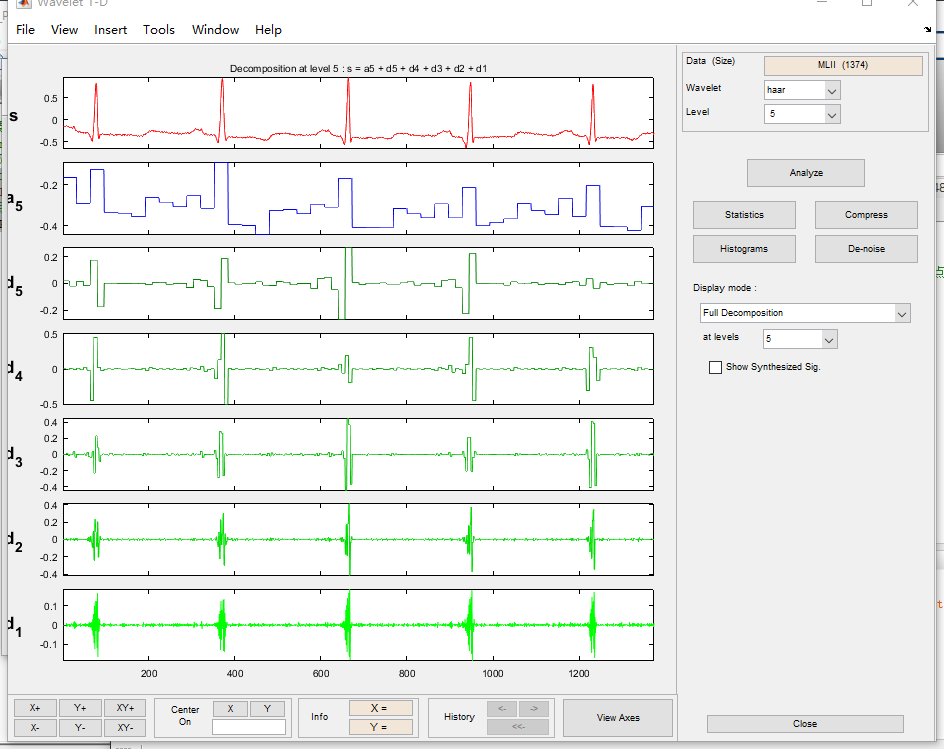 Wavelet 1-D
File View Insert Tools Window Help
Decomposition at level 5 : s = a5 + d5 + d4 + d3 + d2 + d1
s
0.5
0
-0.5
a5
-0.2
-0.4
d5
0.2
0
-0.2
d4
0.5
0
-0.5
d3
0.4
0.2
0
-0.2
-0.4
d2
0.4
0.2
0
-0.2
-0.4
d1
0.1
0
-0.1
200 400 600 800 1000 1200
Data (Size) MLII (1374)
Wavelet haar
Level 5
Analyze
Statistics Compress
Histograms De-noise
Display mode :
Full Decomposition
at levels 5
Show Synthesized Sig.
X+ Y+ XY+
X- Y- XY-
Center
On
X Y
Info
X =
Y =
History
<- ->
<<-
View Axes
Close